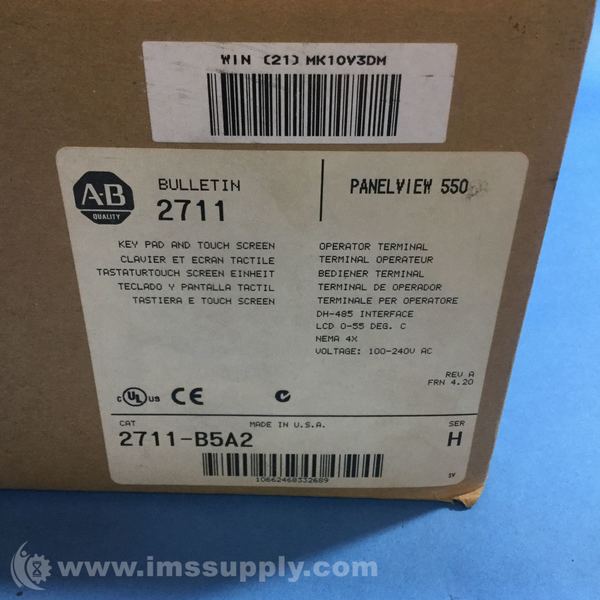 WIN (21) MK10V3DM
A-B
QUALITY
BULLETIN
2711
PANELVIEW 550
KEY PAD AND TOUCH SCREEN
CLAVIER ET ECRAN TACTILE
TASTATURTOUCH SCREEN EINHEIT
TECLADO Y PANTALLA TACTIL
TASTIERA E TOUCH SCREEN
OPERATOR TERMINAL
TERMINAL OPERATEUR
BEDIENER TERMINAL
TERMINAL DE OPERADOR
TERMINALE PER OPERATORE
DH-485 INTERFACE
LCD 0-55 DEG. C
NEMA 4X
VOLTAGE: 100-240V AC
REV A
FRN 4.20
C UL US CE
CAT
MADE IN U.S.A.
SER
2711-B5A2
H
10662468332689
SV
www.imssupply.com